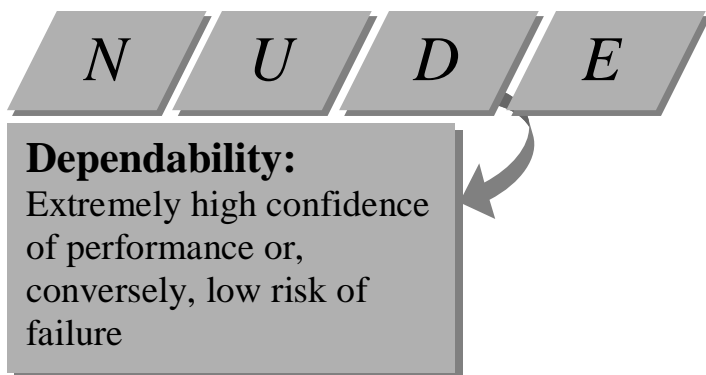 N U D E
Dependability:
Extremely high confidence
of performance or,
conversely, low risk of
failure